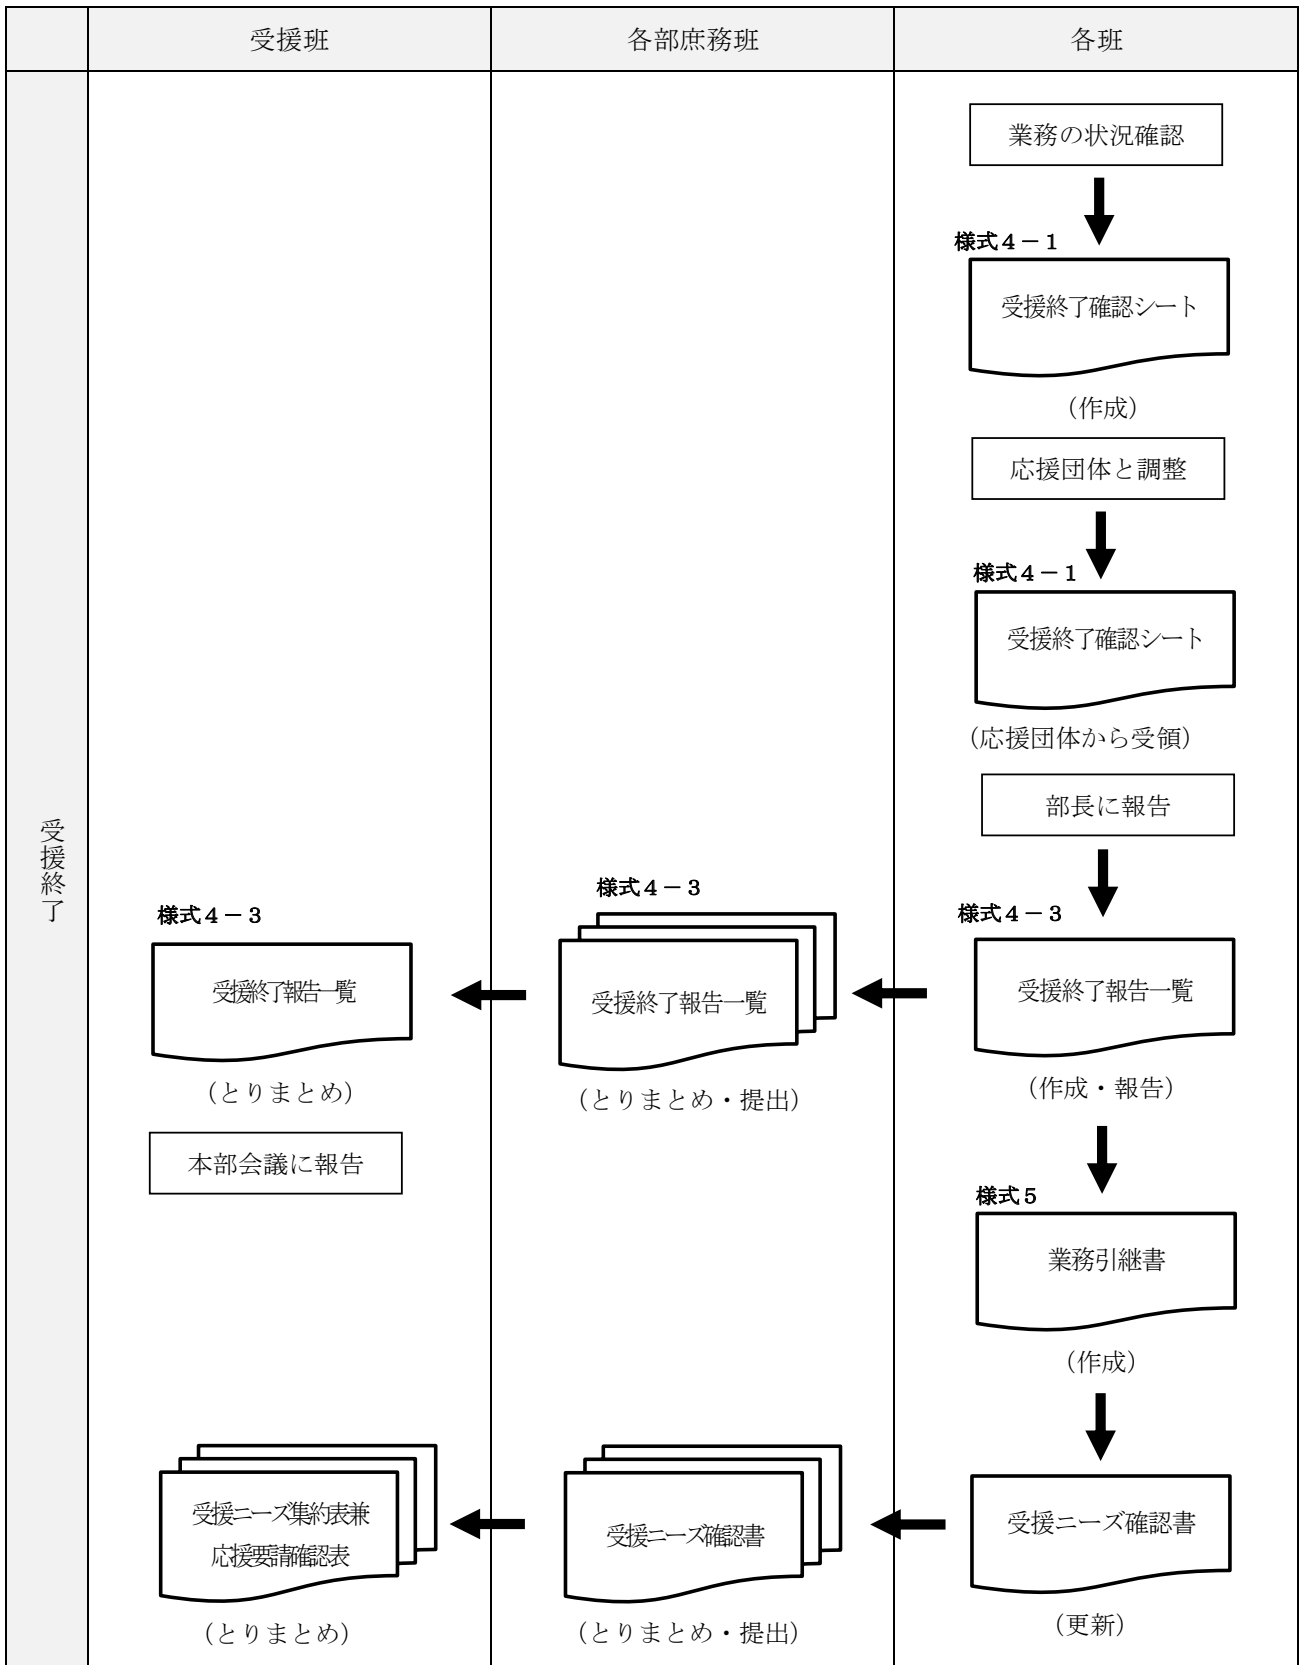 受援班
各部庶務班
各班
受援終了
業務の状況確認
様式4－1
受援終了確認シート
（作成）
応援団体と調整
様式4－1
受援終了確認シート
（応援団体から受領）
部長に報告
様式4－3
受援終了報告一覧
（作成・報告）
様式4－3
受援終了報告一覧
（とりまとめ・提出）
様式4－3
受援終了報告一覧
（とりまとめ）
本部会議に報告
様式5
業務引継書
（作成）
受援ニーズ確認書
（更新）
受援ニーズ確認書
（とりまとめ・提出）
受援ニーズ集約表兼
応援要請確認表
（とりまとめ）